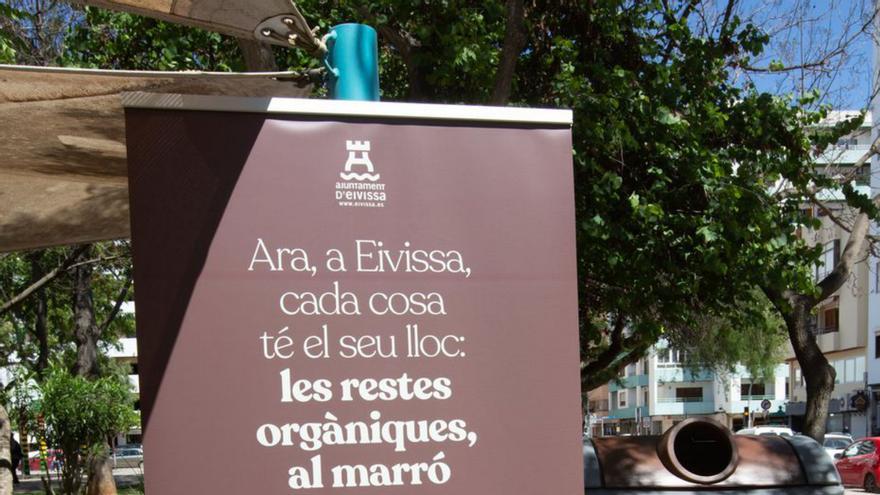 ajuntament
D'EIVISSA
www.eivissa.es
Ara, a Eivissa,
cada cosa
té el seu lloc:
les restes
orgàniques,
al marró